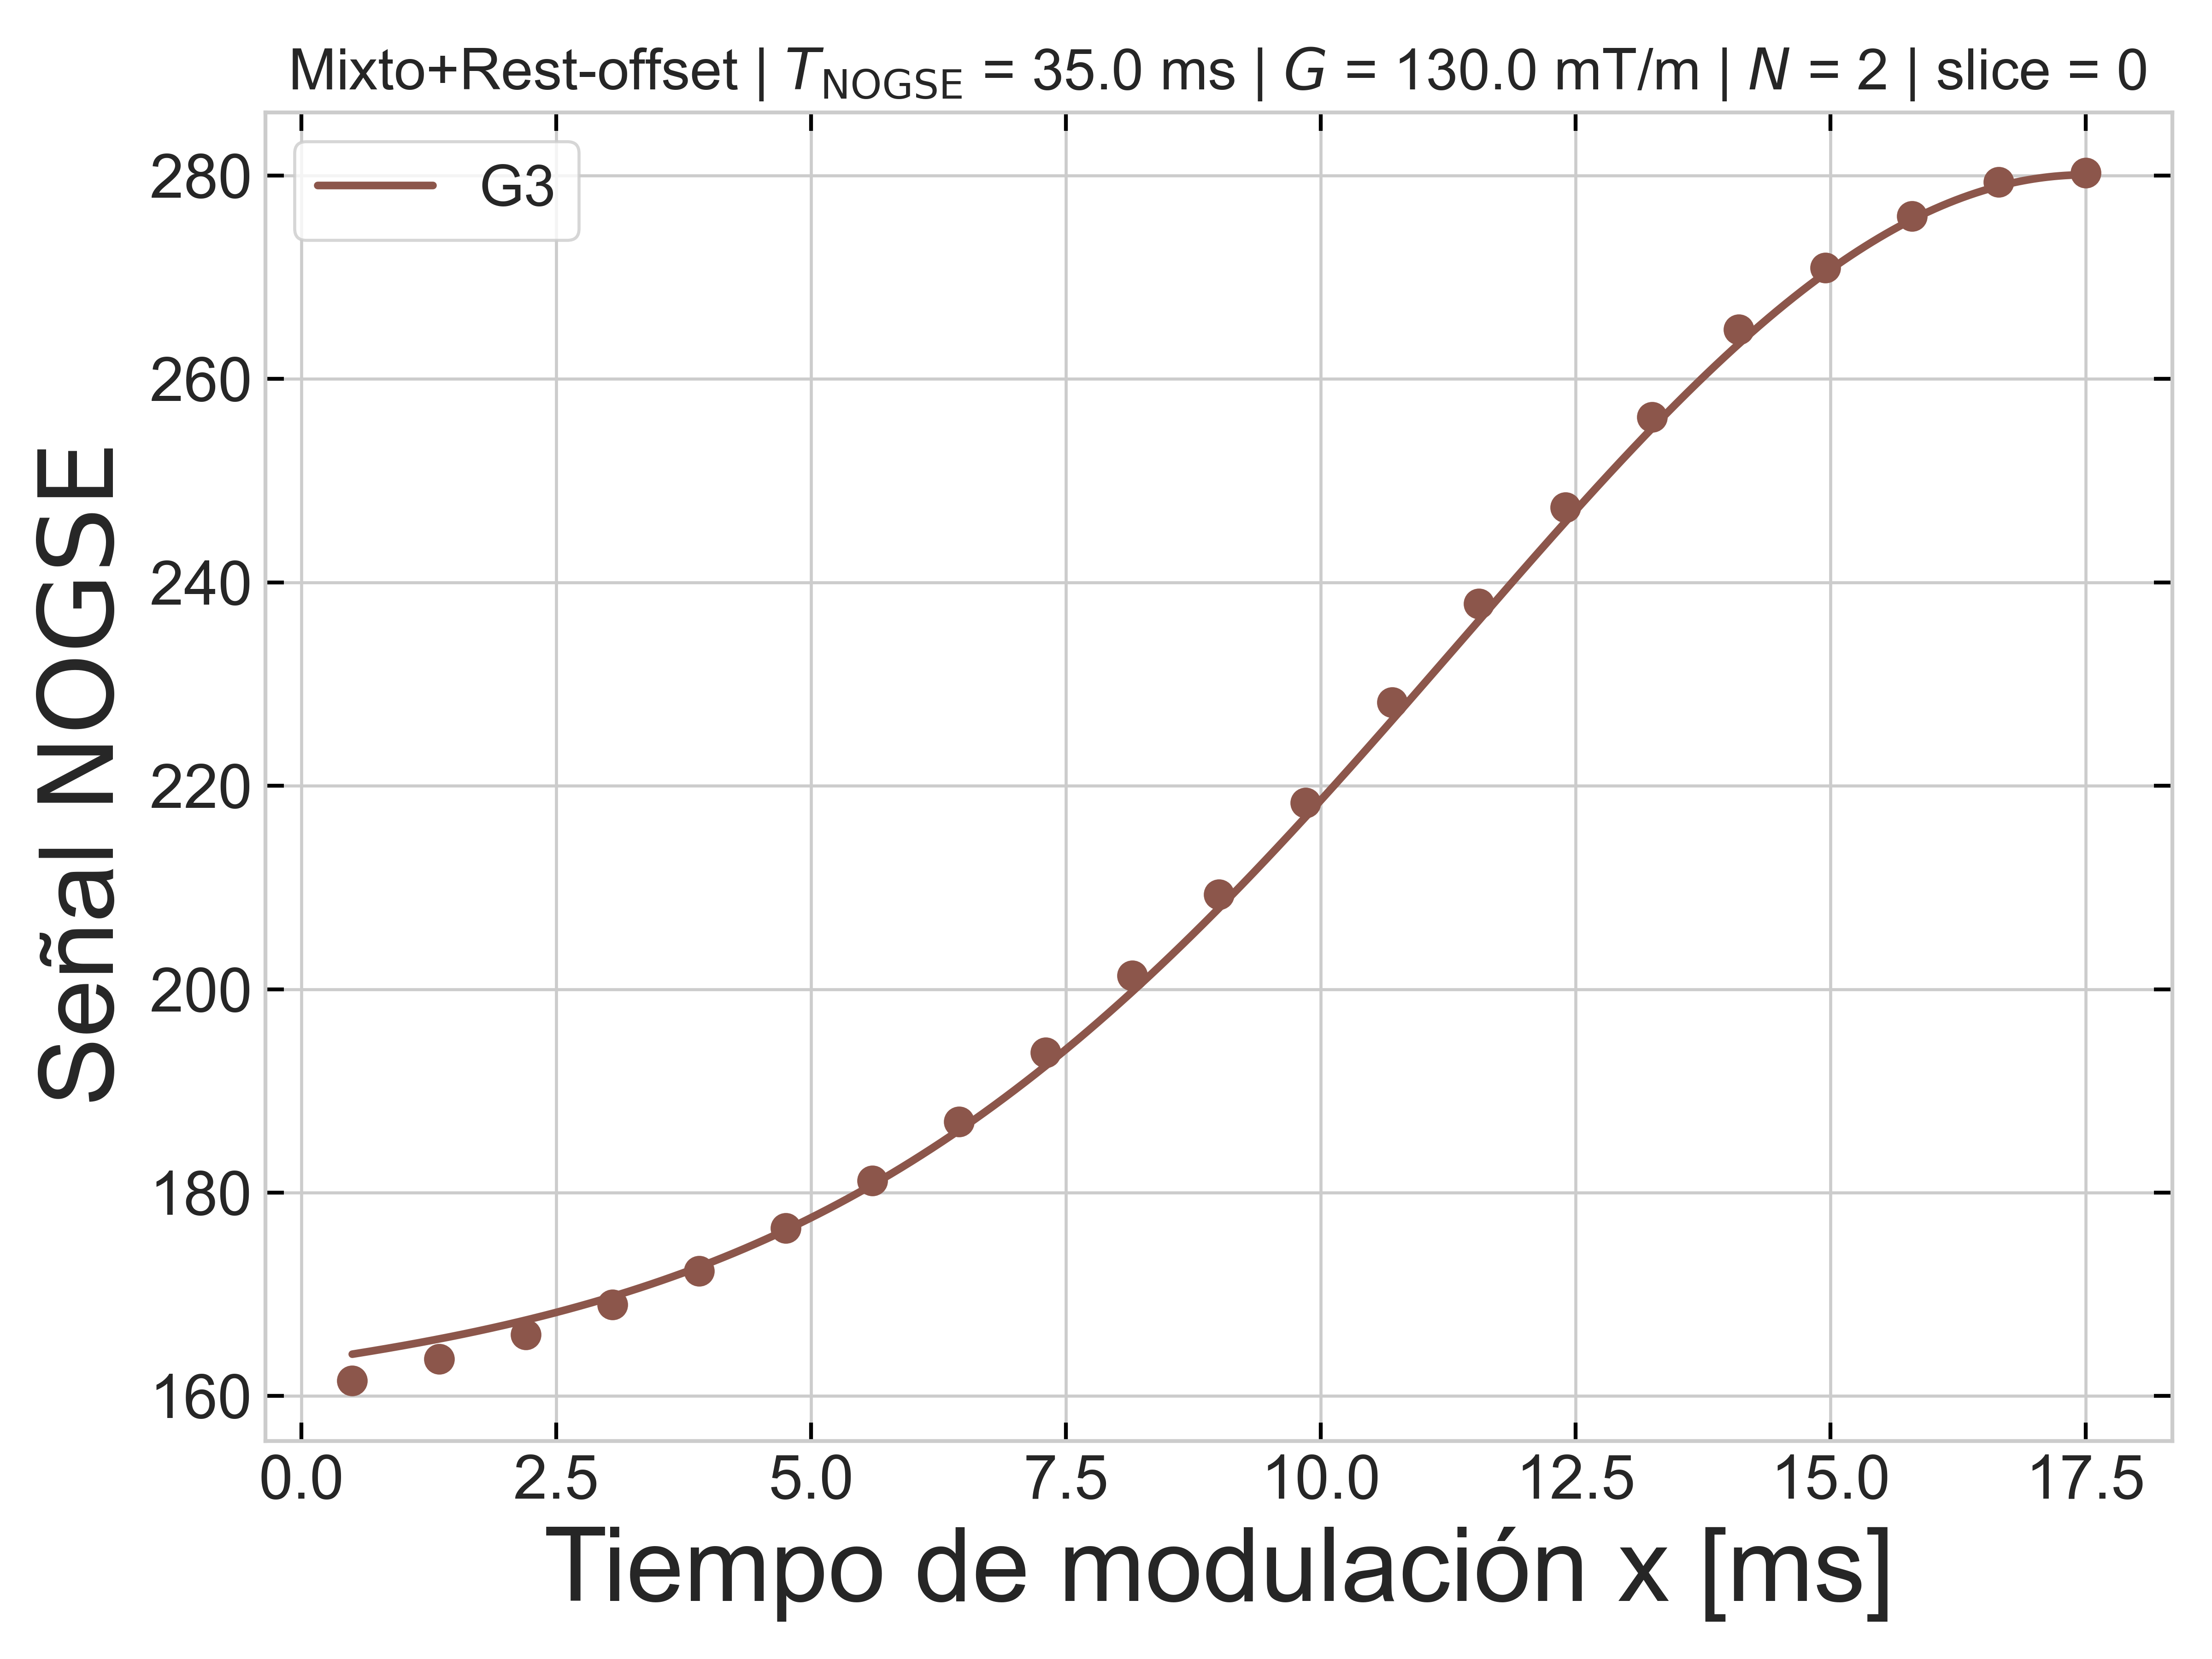 Mixto+Rest-offset | T_NOGSE = 35.0 ms | G = 130.0 mT/m | N = 2 | slice = 0
G3
Señal NOGSE
280
260
240
220
200
180
160
0.0 2.5 5.0 7.5 10.0 12.5 15.0 17.5
Tiempo de modulación x [ms]